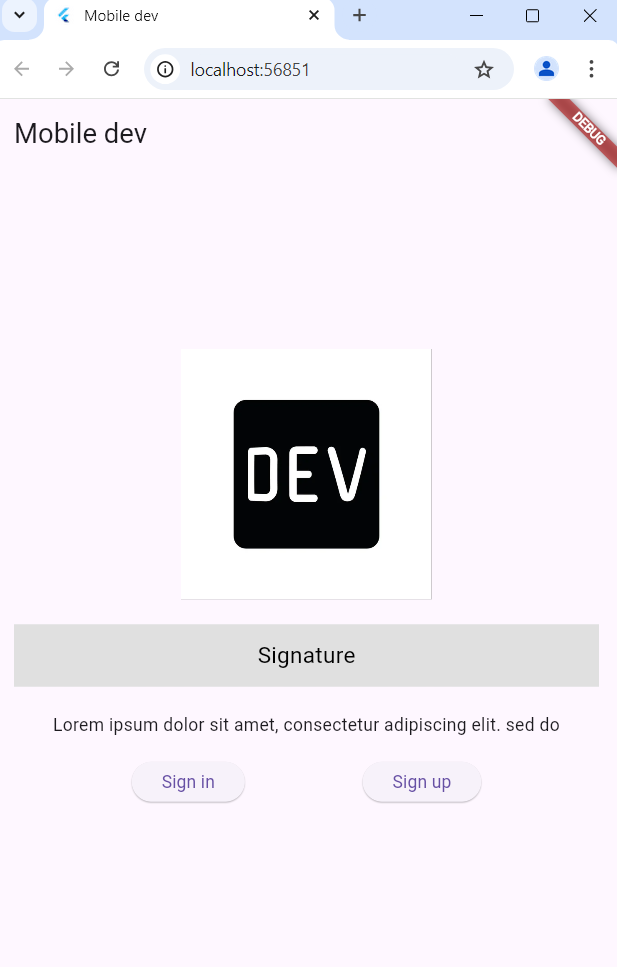 Mobile dev
localhost:56851
Mobile dev
DEBUG
DEV
Signature
Lorem ipsum dolor sit amet, consectetur adipiscing elit. sed do
Sign in
Sign up